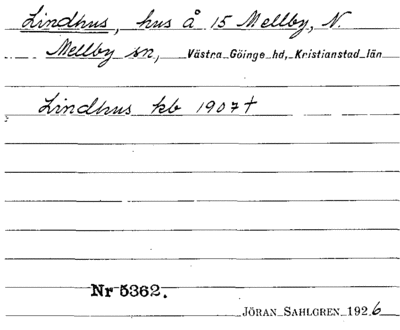 Lindhus, hus å 15 Mellby, N.
Mellby sn, Västra Göinge hd, Kristianstad län
Lindhus kb 1907+
Nr 5362.
JÖRAN SAHLGREN 1926